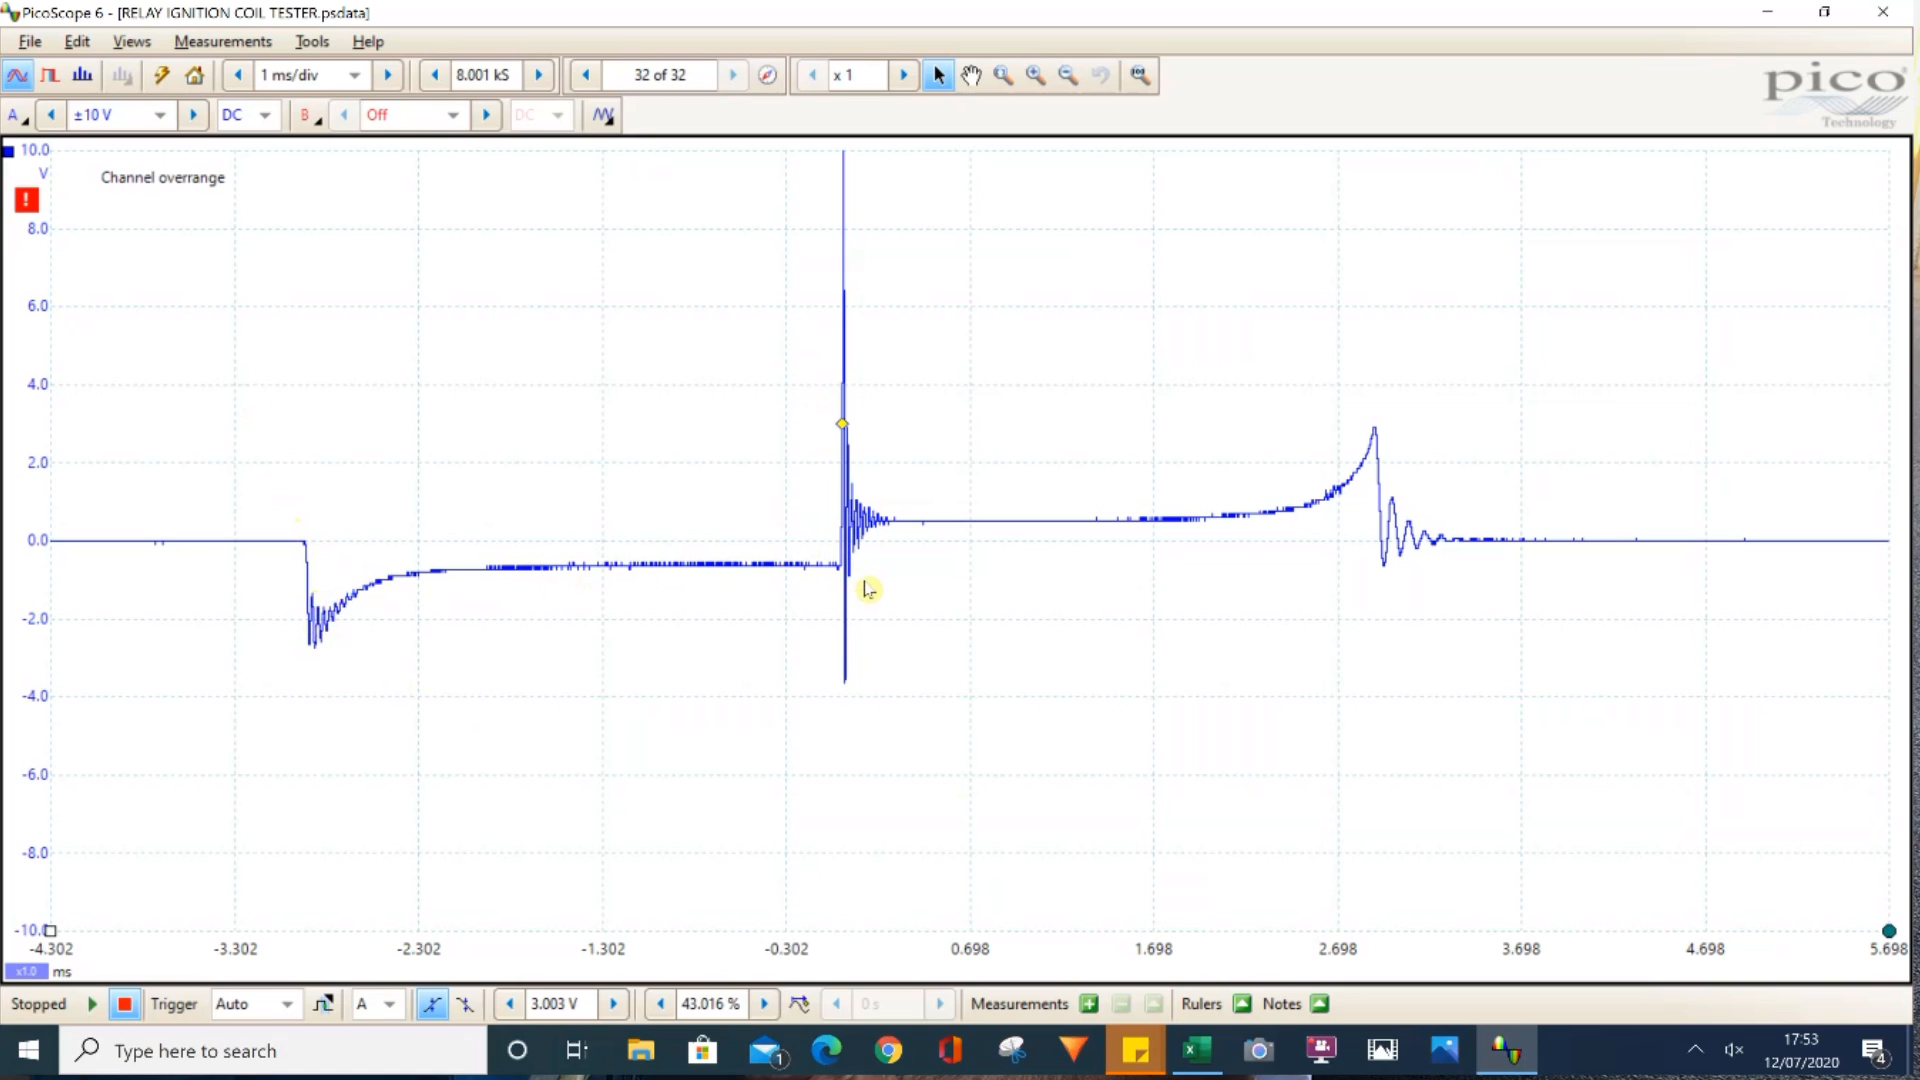 PicoScope 6 - [RELAY IGNITION COIL TESTER.psdata]
File Edit Views Measurements Tools Help
1 ms/div 8.001 kS 32 of 32 x 1
A ±10 V DC B Off DC
pico
Technology
10.0
V
Channel overrange
!
8.0
6.0
4.0
2.0
0.0
-2.0
-4.0
-6.0
-8.0
-10.0
-4.302 -3.302 -2.302 -1.302 -0.302 0.698 1.698 2.698 3.698 4.698 5.698
x1.0 ms
Stopped Trigger Auto A 3.003 V 43.016 % 0 s Measurements Rulers Notes
Type here to search
1
17:53
12/07/2020
4